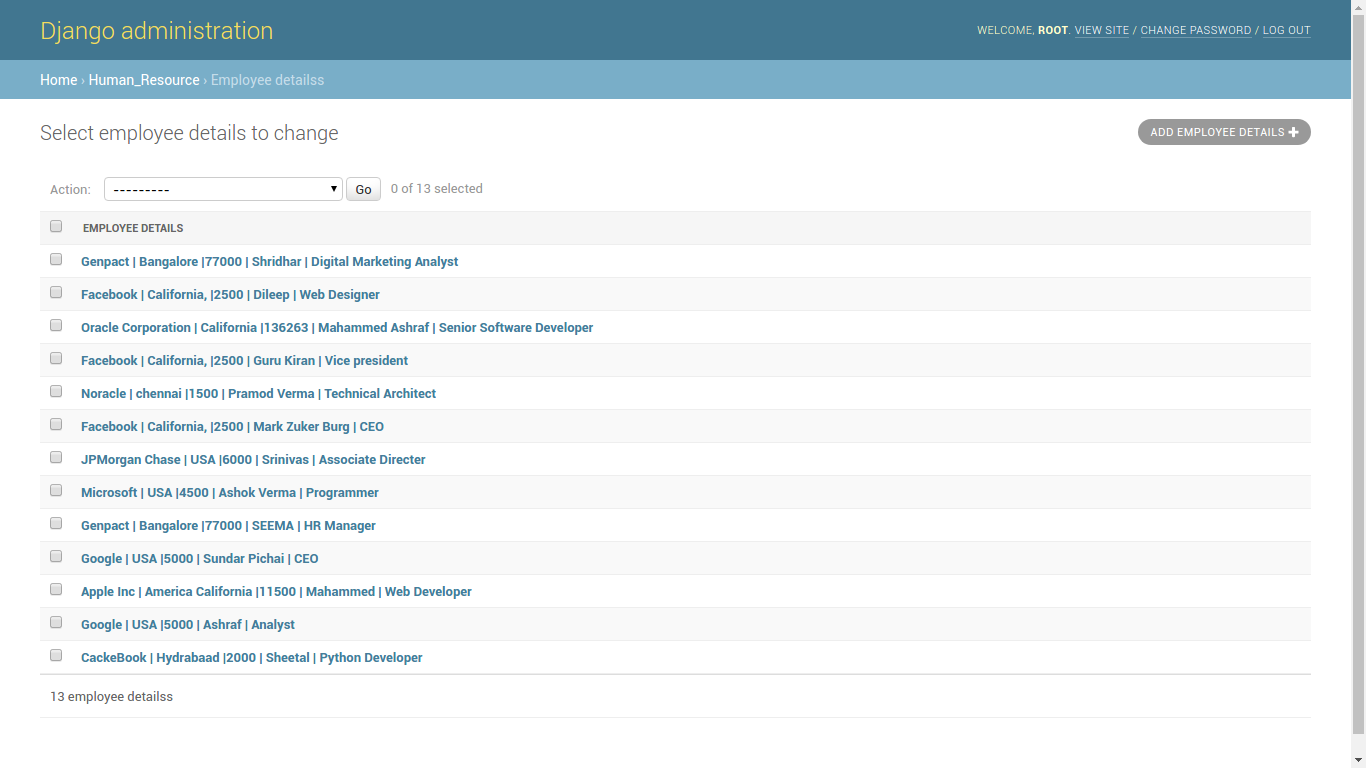 Django administration
WELCOME, ROOT. VIEW SITE / CHANGE PASSWORD / LOG OUT
Home › Human_Resource › Employee detailss
Select employee details to change
ADD EMPLOYEE DETAILS +
Action: --------- Go 0 of 13 selected
EMPLOYEE DETAILS
Genpact | Bangalore |77000 | Shridhar | Digital Marketing Analyst
Facebook | California, |2500 | Dileep | Web Designer
Oracle Corporation | California |136263 | Mahammed Ashraf | Senior Software Developer
Facebook | California, |2500 | Guru Kiran | Vice president
Noracle | chennai |1500 | Pramod Verma | Technical Architect
Facebook | California, |2500 | Mark Zuker Burg | CEO
JPMorgan Chase | USA |6000 | Srinivas | Associate Directer
Microsoft | USA |4500 | Ashok Verma | Programmer
Genpact | Bangalore |77000 | SEEMA | HR Manager
Google | USA |5000 | Sundar Pichai | CEO
Apple Inc | America California |11500 | Mahammed | Web Developer
Google | USA |5000 | Ashraf | Analyst
CackeBook | Hydrabaad |2000 | Sheetal | Python Developer
13 employee detailss